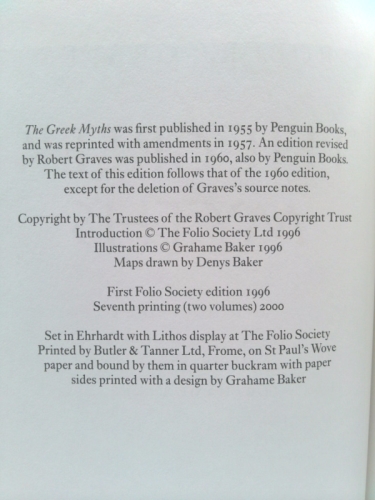 The Greek Myths was first published in 1955 by Penguin Books,
and was reprinted with amendments in 1957. An edition revised
by Robert Graves was published in 1960, also by Penguin Books.
The text of this edition follows that of the 1960 edition,
except for the deletion of Graves's source notes.
Copyright by The Trustees of the Robert Graves Copyright Trust
Introduction © The Folio Society Ltd 1996
Illustrations © Grahame Baker 1996
Maps drawn by Denys Baker
First Folio Society edition 1996
Seventh printing (two volumes) 2000
Set in Ehrhardt with Lithos display at The Folio Society
Printed by Butler & Tanner Ltd, Frome, on St Paul's Wove
paper and bound by them in quarter buckram with paper
sides printed with a design by Grahame Baker